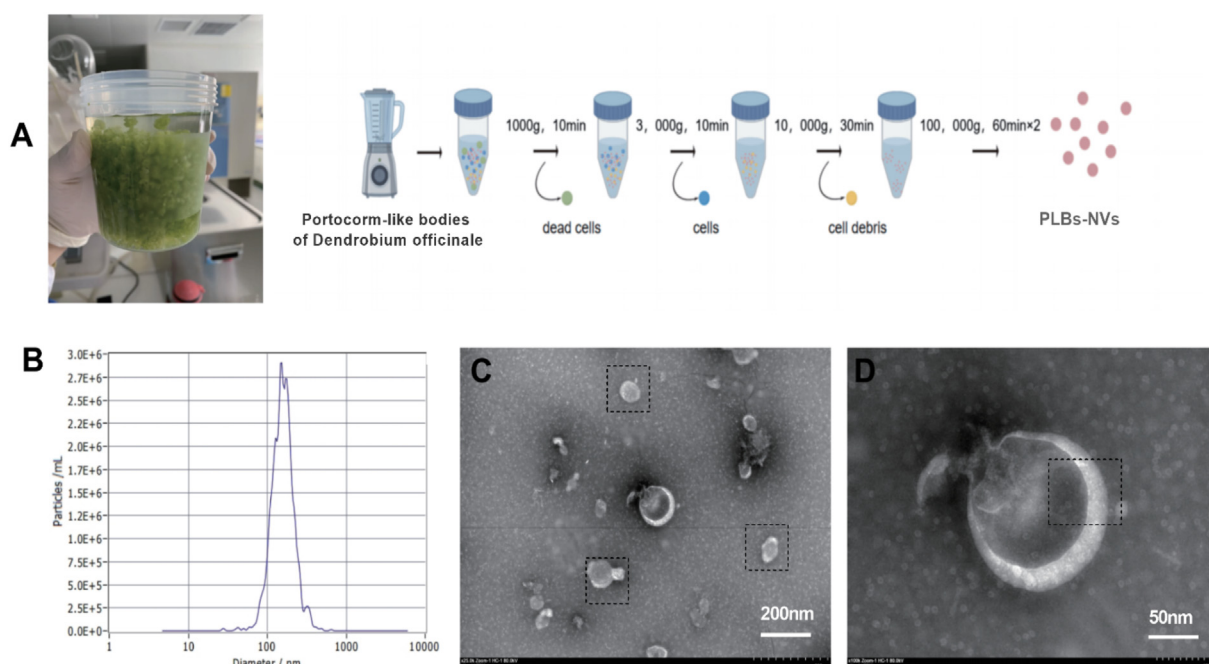 A
1000g, 10min
3, 000g, 10min
10, 000g, 30min
100, 000g, 60min×2
Portocorm-like bodies
of Dendrobium officinale
dead cells
cells
cell debris
PLBs-NVs
B
3.0E+6
2.7E+6
2.5E+6
2.2E+6
2.0E+6
1.7E+6
1.5E+6
1.2E+6
1.0E+6
7.5E+5
5.0E+5
2.5E+5
0.0E+0
Particles /mL
1
10
100
1000
10000
Diameter / nm
C
200nm
D
50nm